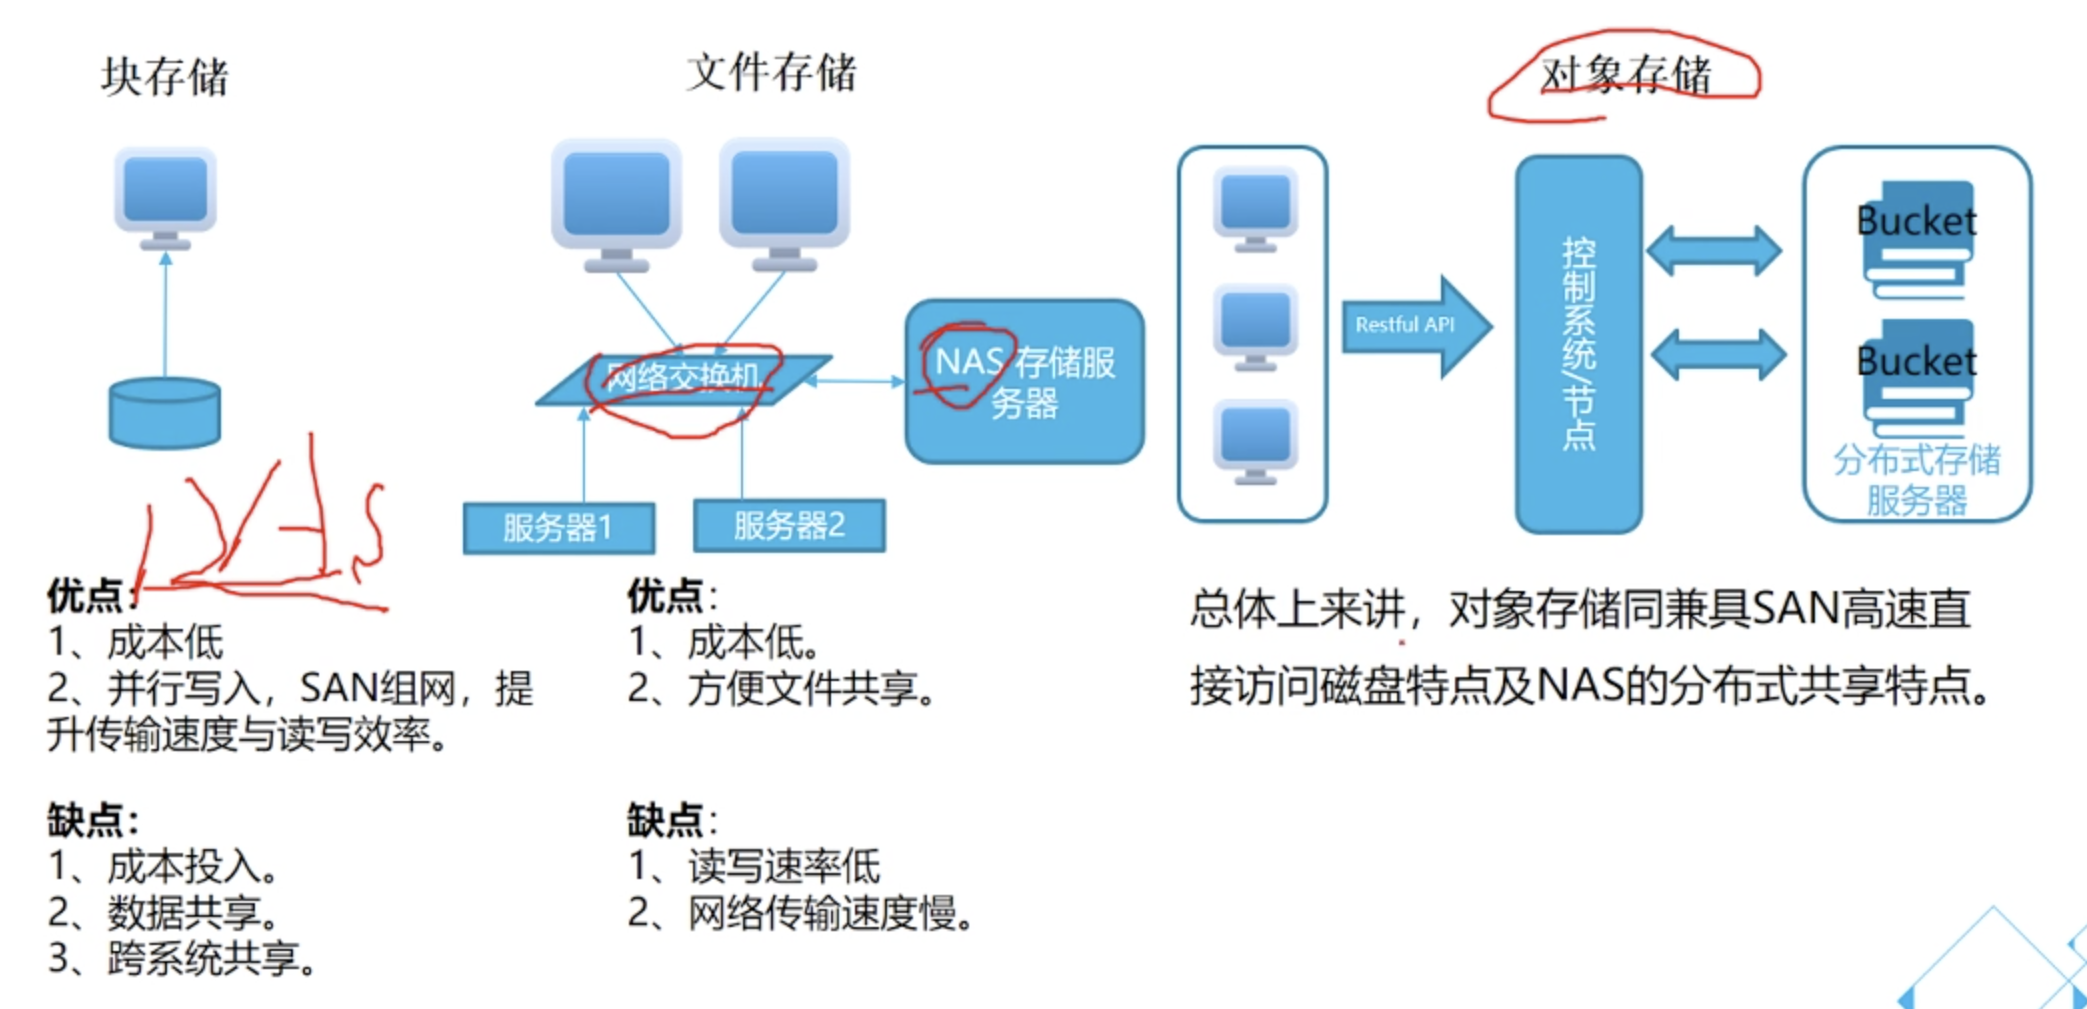 块存储
文件存储
对象存储
网络交换机
NAS 存储服
务器
服务器1
服务器2
Restful API
控制系统/节点
Bucket
Bucket
分布式存储
服务器
优点：
1、成本低
2、并行写入，SAN组网，提
升传输速度与读写效率。
缺点：
1、成本投入。
2、数据共享。
3、跨系统共享。
优点：
1、成本低。
2、方便文件共享。
缺点：
1、读写速率低
2、网络传输速度慢。
总体上来讲，对象存储同兼具SAN高速直
接访问磁盘特点及NAS的分布式共享特点。